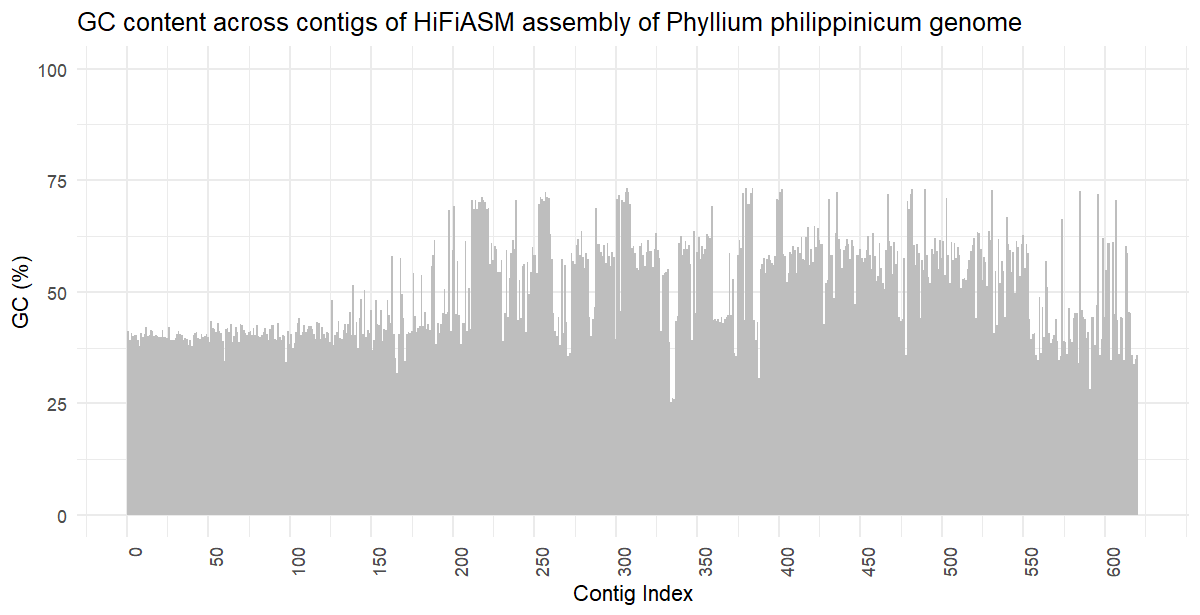 GC content across contigs of HiFiASM assembly of Phyllium philippinicum genome
100
75
50
25
0
GC (%)
0 50 100 150 200 250 300 350 400 450 500 550 600
Contig Index